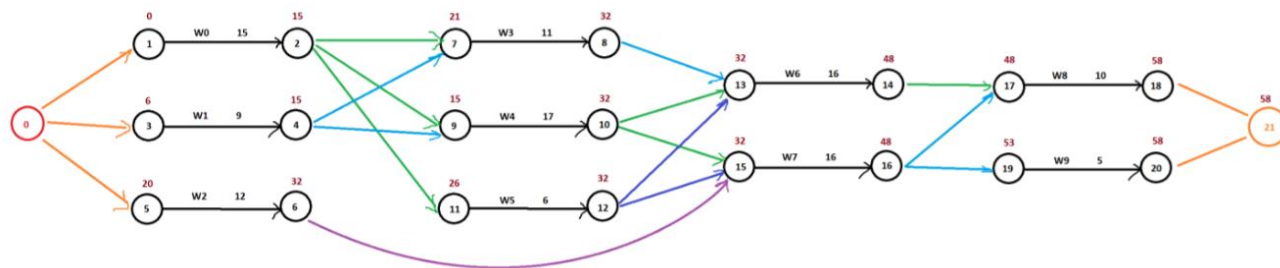 0 15 21 32
1 W0 15 2 7 W3 11 8
32 48 48 58
13 W6 16 14 17 W8 10 18
6 15 15 32 58
0 3 W1 9 4 9 W4 17 10 21
32 48 53 58
15 W7 16 16 19 W9 5 20
20 32 26 32
5 W2 12 6 11 W5 6 12